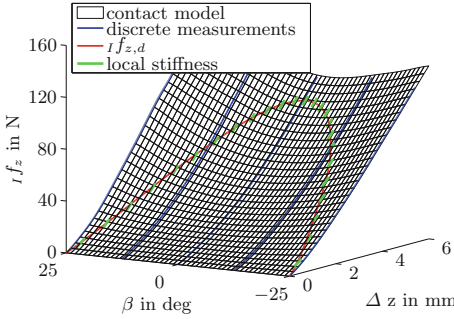 contact model
discrete measurements
I f z,d
local stiffness
160
120
80
40
0
I f z in N
25
0
−25
β in deg
0
2
4
6
Δ z in mm